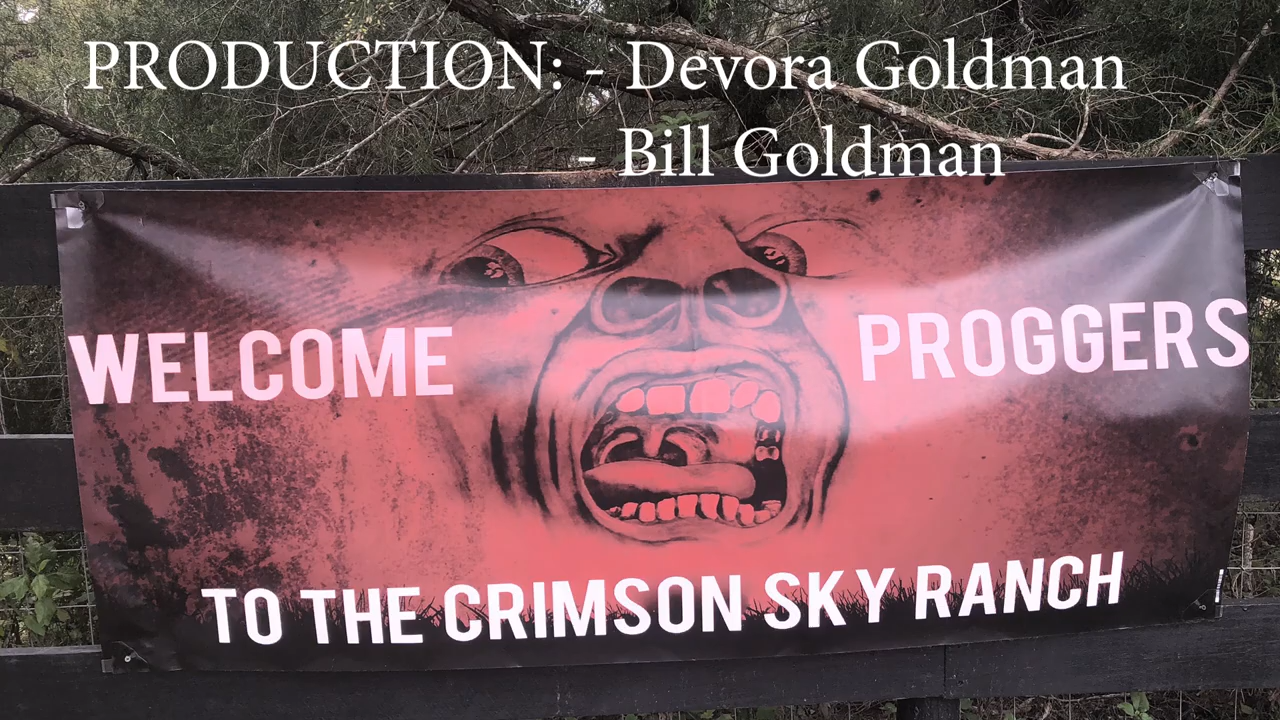 PRODUCTION: - Devora Goldman
- Bill Goldman
WELCOME PROGGERS
TO THE CRIMSON SKY RANCH